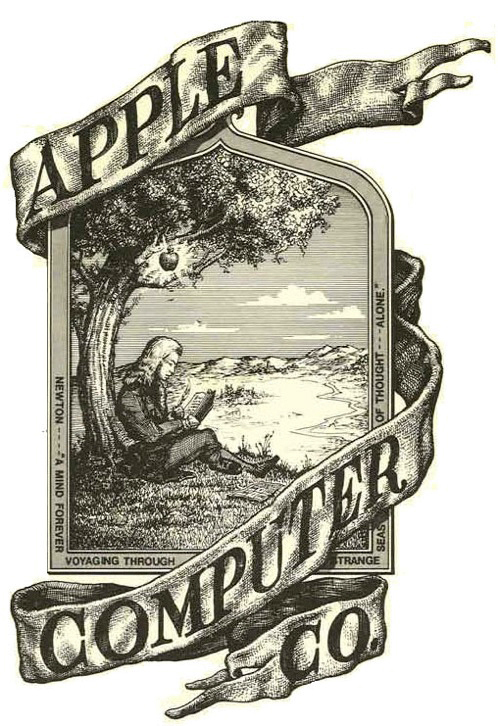 APPLE
COMPUTER
CO.
NEWTON - - - "A MIND FOREVER
VOYAGING THROUGH
STRANGE
SEAS
OF THOUGHT - - - ALONE."